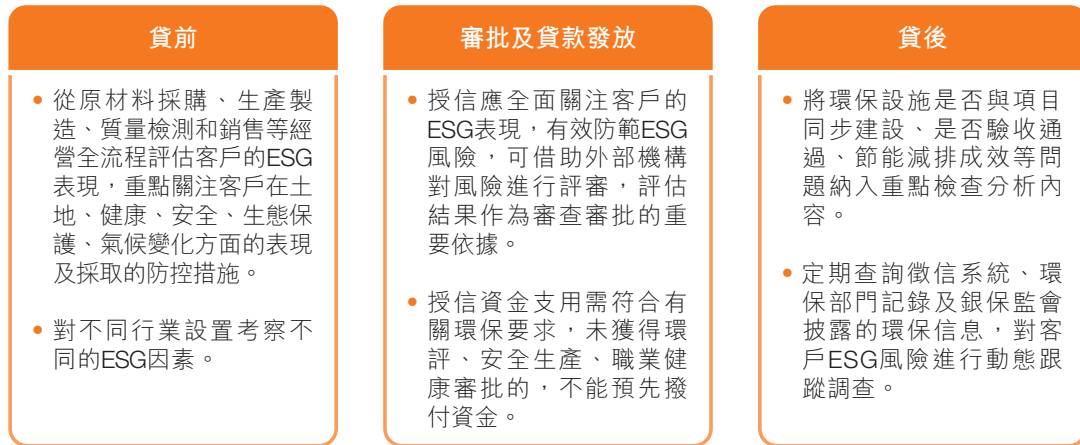 貸前
• 從原材料採購、生產製
造、質量檢測和銷售等經
營全流程評估客戶的ESG
表現，重點關注客戶在土
地、健康、安全、生態保
護、氣候變化方面的表現
及採取的防控措施。
• 對不同行業設置考察不
同的ESG因素。
審批及貸款發放
• 授信應全面關注客戶的
ESG表現，有效防範ESG
風險，可借助外部機構
對風險進行評審，評估
結果作為審查審批的重
要依據。
• 授信資金支用需符合有
關環保要求，未獲得環
評、安全生產、職業健
康審批的，不能預先撥
付資金。
貸後
• 將環保設施是否與項目
同步建設、是否驗收通
過、節能減排成效等問
題納入重點檢查分析內
容。
• 定期查詢徵信系統、環
保部門記錄及銀保監會
披露的環保信息，對客
戶ESG風險進行動態跟
蹤調查。